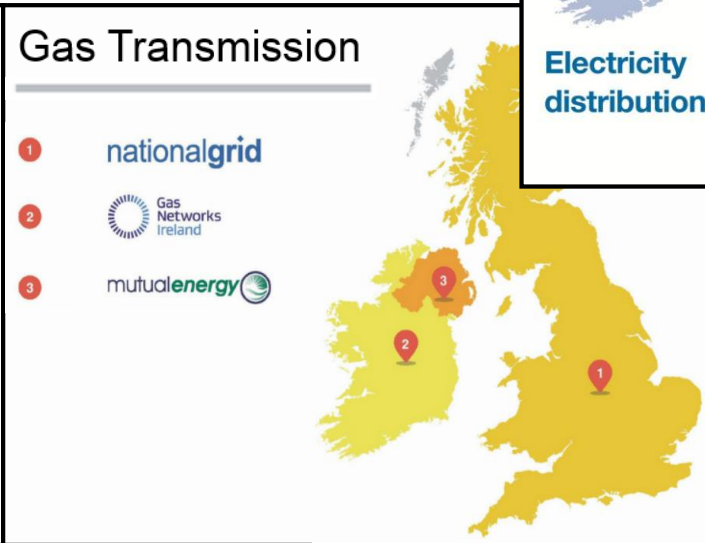 Gas Transmission
Electricity
distribution
1
nationalgrid
2
Gas
Networks
Ireland
3
mutualenergy
3
2
1